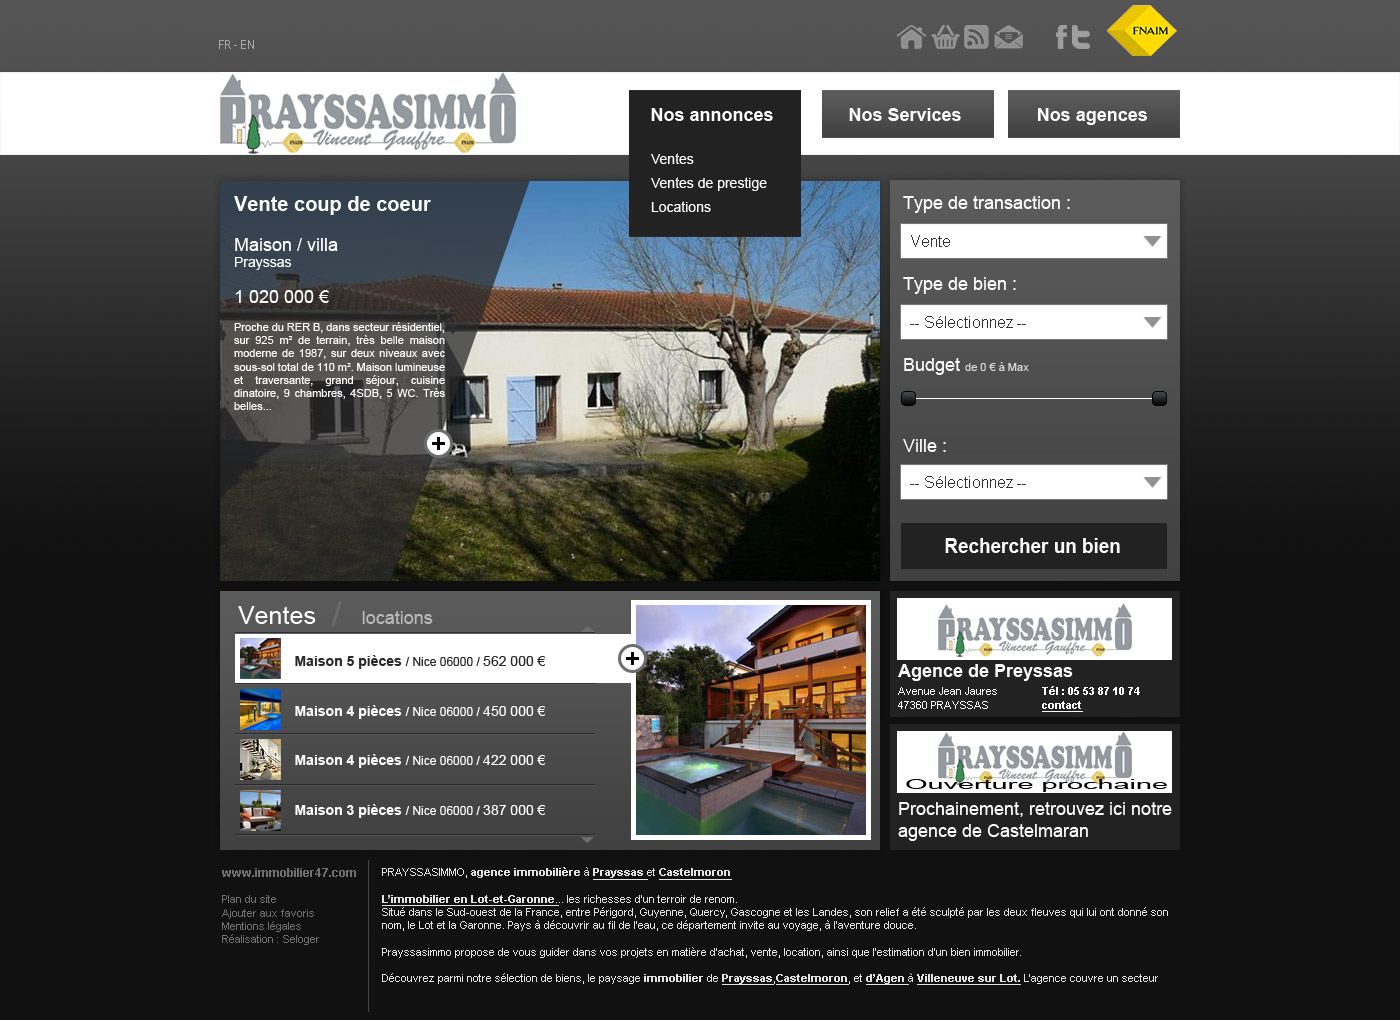 FR - EN
FNAIM
PRAYSSASIMMO
Vincent Gauffre
FNAIM
FNAIM
Nos annonces
Nos Services
Nos agences
Ventes
Ventes de prestige
Locations
Vente coup de coeur
Maison / villa
Prayssas
1 020 000 €
Proche du RER B, dans secteur résidentiel,
sur 925 m² de terrain, très belle maison
moderne de 1987, sur deux niveaux avec
sous-sol total de 110 m². Maison lumineuse
et traversante, grand séjour, cuisine
dinatoire, 9 chambres, 4SDB, 5 WC. Très
belles...
Type de transaction :
Vente
Type de bien :
-- Sélectionnez --
Budget de 0 € à Max
Ville :
-- Sélectionnez --
Rechercher un bien
Ventes / locations
Maison 5 pièces / Nice 06000 / 562 000 €
Maison 4 pièces / Nice 06000 / 450 000 €
Maison 4 pièces / Nice 06000 / 422 000 €
Maison 3 pièces / Nice 06000 / 387 000 €
PRAYSSASIMMO
Vincent Gauffre
Agence de Preyssas
Avenue Jean Jaures
47360 PRAYSSAS
Tél : 05 53 87 10 74
contact
PRAYSSASIMMO
Vincent Gauffre
Ouverture prochaine
Prochainement, retrouvez ici notre
agence de Castelmaran
www.immobilier47.com
Plan du site
Ajouter aux favoris
Mentions légales
Réalisation : Seloger
PRAYSSASIMMO, agence immobilière à Prayssas et Castelmoron
L'immobilier en Lot-et-Garonne... les richesses d'un terroir de renom.
Situé dans le Sud-ouest de la France, entre Périgord, Guyenne, Quercy, Gascogne et les Landes, son relief a été sculpté par les deux fleuves qui lui ont donné son
nom, le Lot et la Garonne. Pays à découvrir au fil de l'eau, ce département invite au voyage, à l'aventure douce.
Prayssasimmo propose de vous guider dans vos projets en matière d'achat, vente, location, ainsi que l'estimation d'un bien immobilier.
Découvrez parmi notre sélection de biens, le paysage immobilier de Prayssas,Castelmoron, et d'Agen à Villeneuve sur Lot. L'agence couvre un secteur